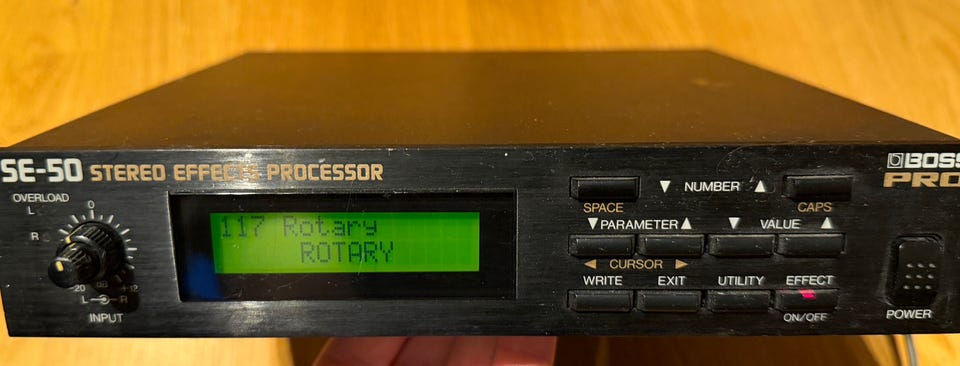 SE-50 STEREO EFFECTS PROCESSOR
BOSS
PRO
OVERLOAD
L
R
0
-20 dB +12
L R
INPUT
117 Rotary
ROTARY
▼ NUMBER ▲
SPACE CAPS
▼ PARAMETER ▲ ▼ VALUE ▲
◀ CURSOR ▶
WRITE EXIT UTILITY EFFECT
ON/OFF
POWER